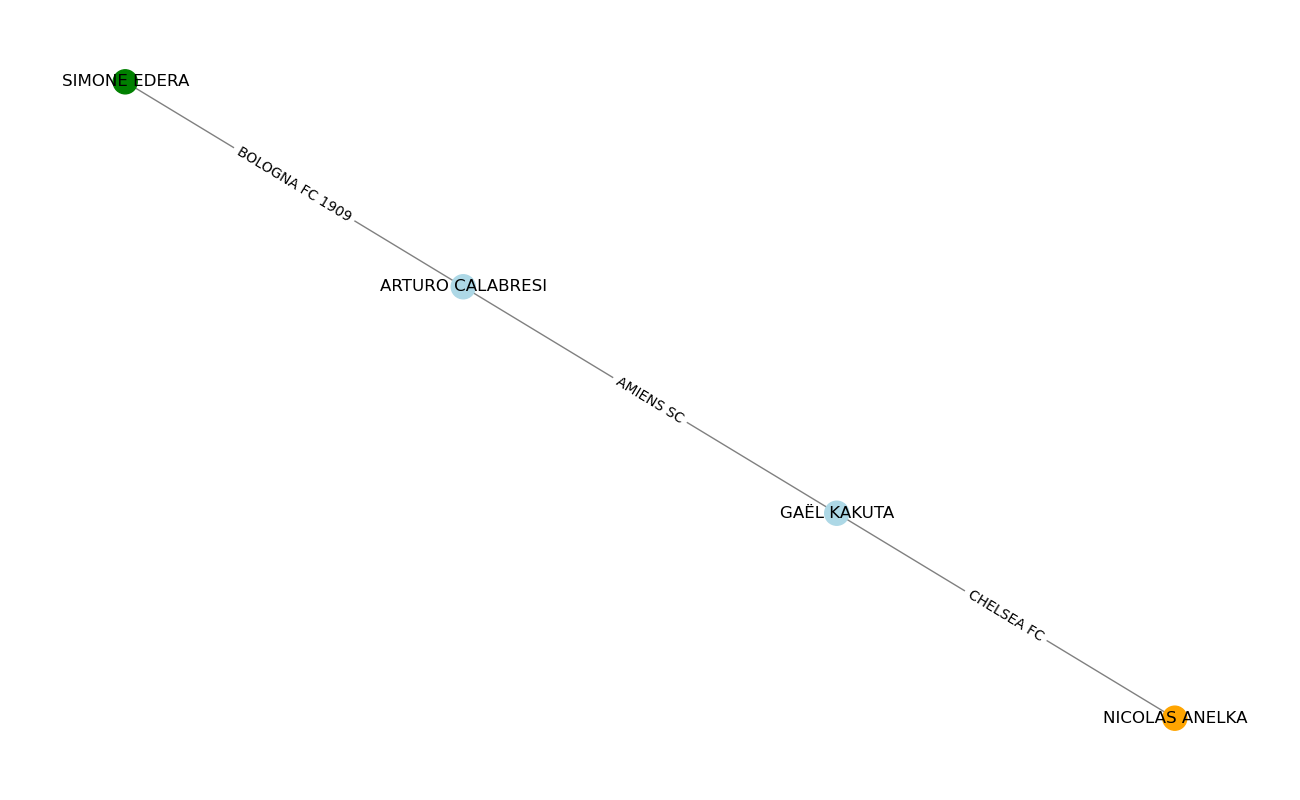 SIMONE EDERA
BOLOGNA FC 1909
ARTURO CALABRESI
AMIENS SC
GAËL KAKUTA
CHELSEA FC
NICOLAS ANELKA